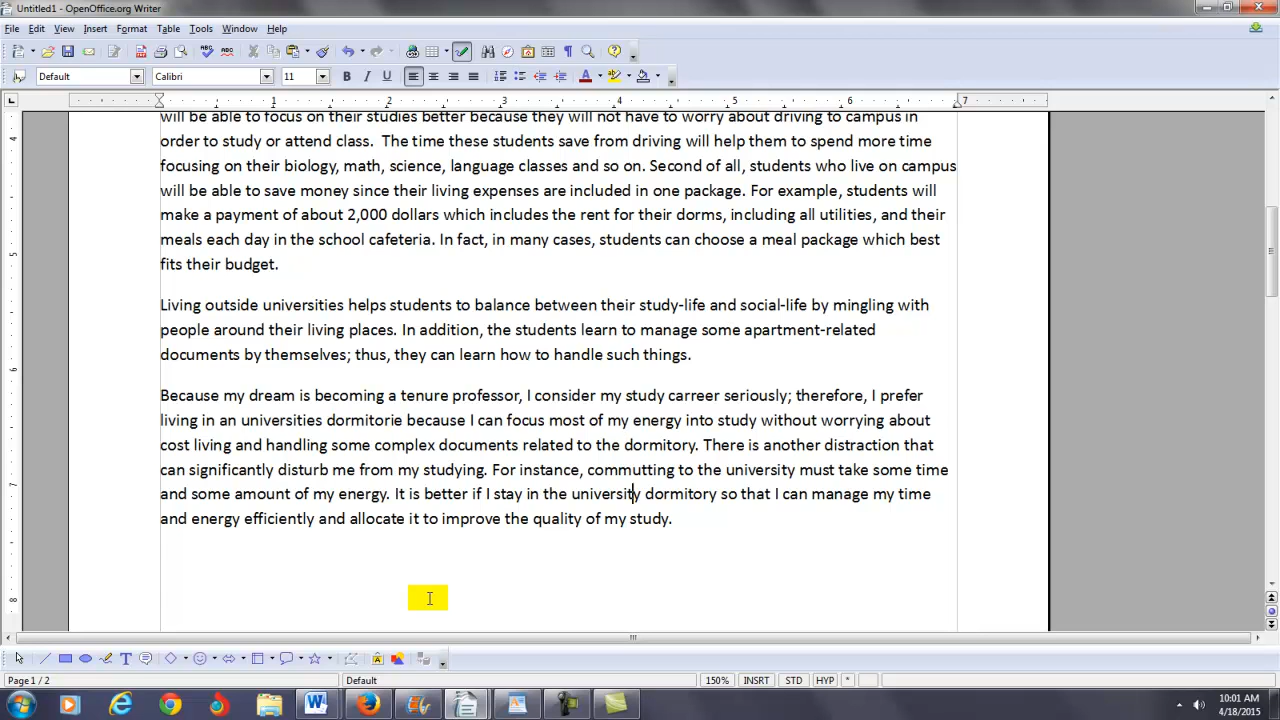 Untitled1 - OpenOffice.org Writer
File Edit View Insert Format Table Tools Window Help
Default Calibri 11
1 2 3 4 5 6 7
will be able to focus on their studies better because they will not have to worry about driving to campus in
order to study or attend class.  The time these students save from driving will help them to spend more time
focusing on their biology, math, science, language classes and so on. Second of all, students who live on campus
will be able to save money since their living expenses are included in one package. For example, students will
make a payment of about 2,000 dollars which includes the rent for their dorms, including all utilities, and their
meals each day in the school cafeteria. In fact, in many cases, students can choose a meal package which best
fits their budget.
Living outside universities helps students to balance between their study-life and social-life by mingling with
people around their living places. In addition, the students learn to manage some apartment-related
documents by themselves; thus, they can learn how to handle such things.
Because my dream is becoming a tenure professor, I consider my study carreer seriously; therefore, I prefer
living in an universities dormitorie because I can focus most of my energy into study without worrying about
cost living and handling some complex documents related to the dormitory. There is another distraction that
can significantly disturb me from my studying. For instance, commutting to the university must take some time
and some amount of my energy. It is better if I stay in the university dormitory so that I can manage my time
and energy efficiently and allocate it to improve the quality of my study.
Page 1 / 2 Default 150% INSRT STD HYP *
10:01 AM
4/18/2015